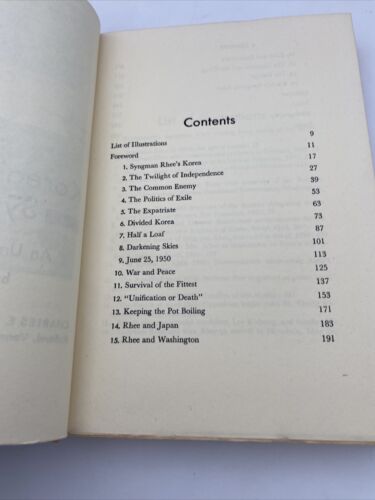 Contents
List of Illustrations 9
Foreword 11
1. Syngman Rhee's Korea 17
2. The Twilight of Independence 27
3. The Common Enemy 39
4. The Politics of Exile 53
5. The Expatriate 63
6. Divided Korea 73
7. Half a Loaf 87
8. Darkening Skies 101
9. June 25, 1950 113
10. War and Peace 125
11. Survival of the Fittest 137
12. "Unification or Death" 153
13. Keeping the Pot Boiling 171
14. Rhee and Japan 183
15. Rhee and Washington 191
CHARLES E.